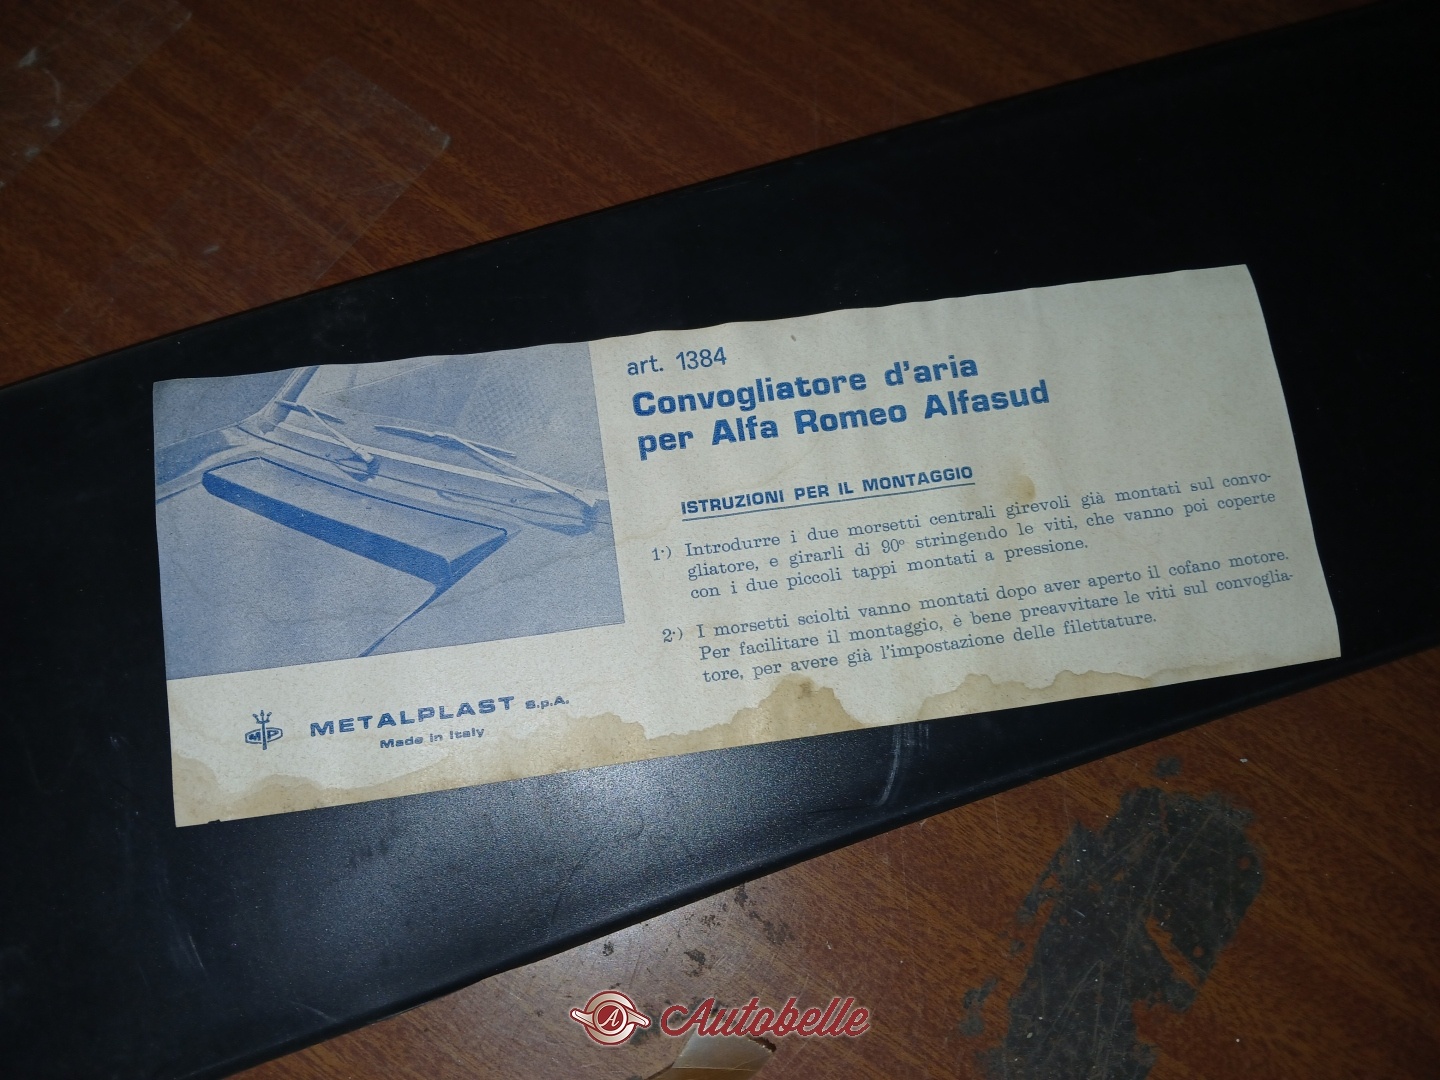 art. 1384
Convogliatore d'aria
per Alfa Romeo Alfasud
ISTRUZIONI PER IL MONTAGGIO
1·) Introdurre i due morsetti centrali girevoli già montati sul convo-
gliatore, e girarli di 90° stringendo le viti, che vanno poi coperte
con i due piccoli tappi montati a pressione.
2·) I morsetti sciolti vanno montati dopo aver aperto il cofano motore.
Per facilitare il montaggio, è bene preavvitare le viti sul convoglia-
tore, per avere già l'impostazione delle filettature.
MP METALPLAST S.p.A.
Made in Italy
A Autobelle